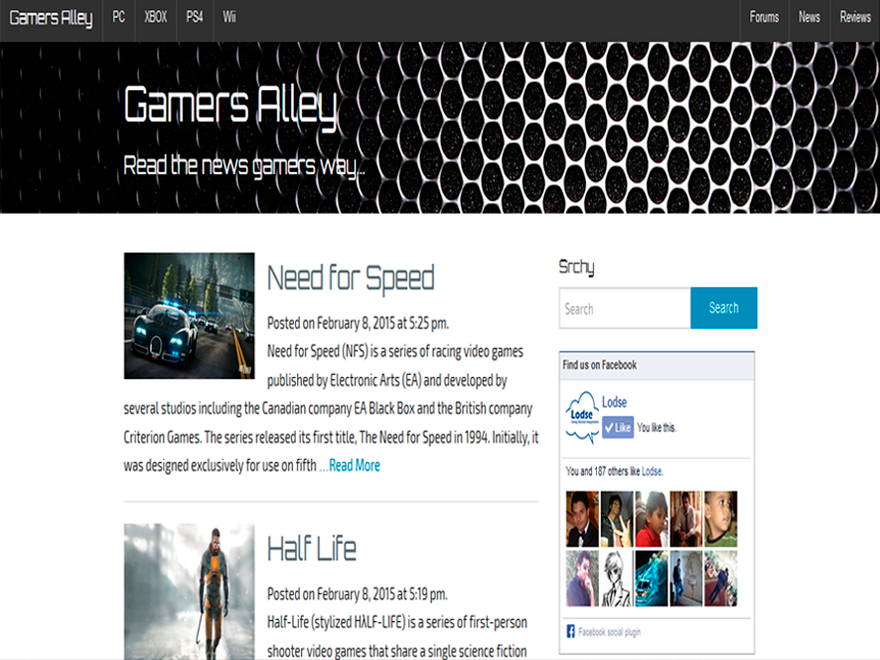 Gamers Alley PC XBOX PS4 Wii Forums News Reviews
Gamers Alley
Read the news gamers way...
Need for Speed
Posted on February 8, 2015 at 5:25 pm.
Need for Speed (NFS) is a series of racing video games
published by Electronic Arts (EA) and developed by
several studios including the Canadian company EA Black Box and the British company
Criterion Games. The series released its first title, The Need for Speed in 1994. Initially, it
was designed exclusively for use on fifth ...Read More
Half Life
Posted on February 8, 2015 at 5:19 pm.
Half-Life (stylized HλLF-LIFE) is a series of first-person
shooter video games that share a single science fiction
Srchy
Search Search
Find us on Facebook
Lodse
Lodse
Like You like this.
You and 187 others like Lodse.
Facebook social plugin